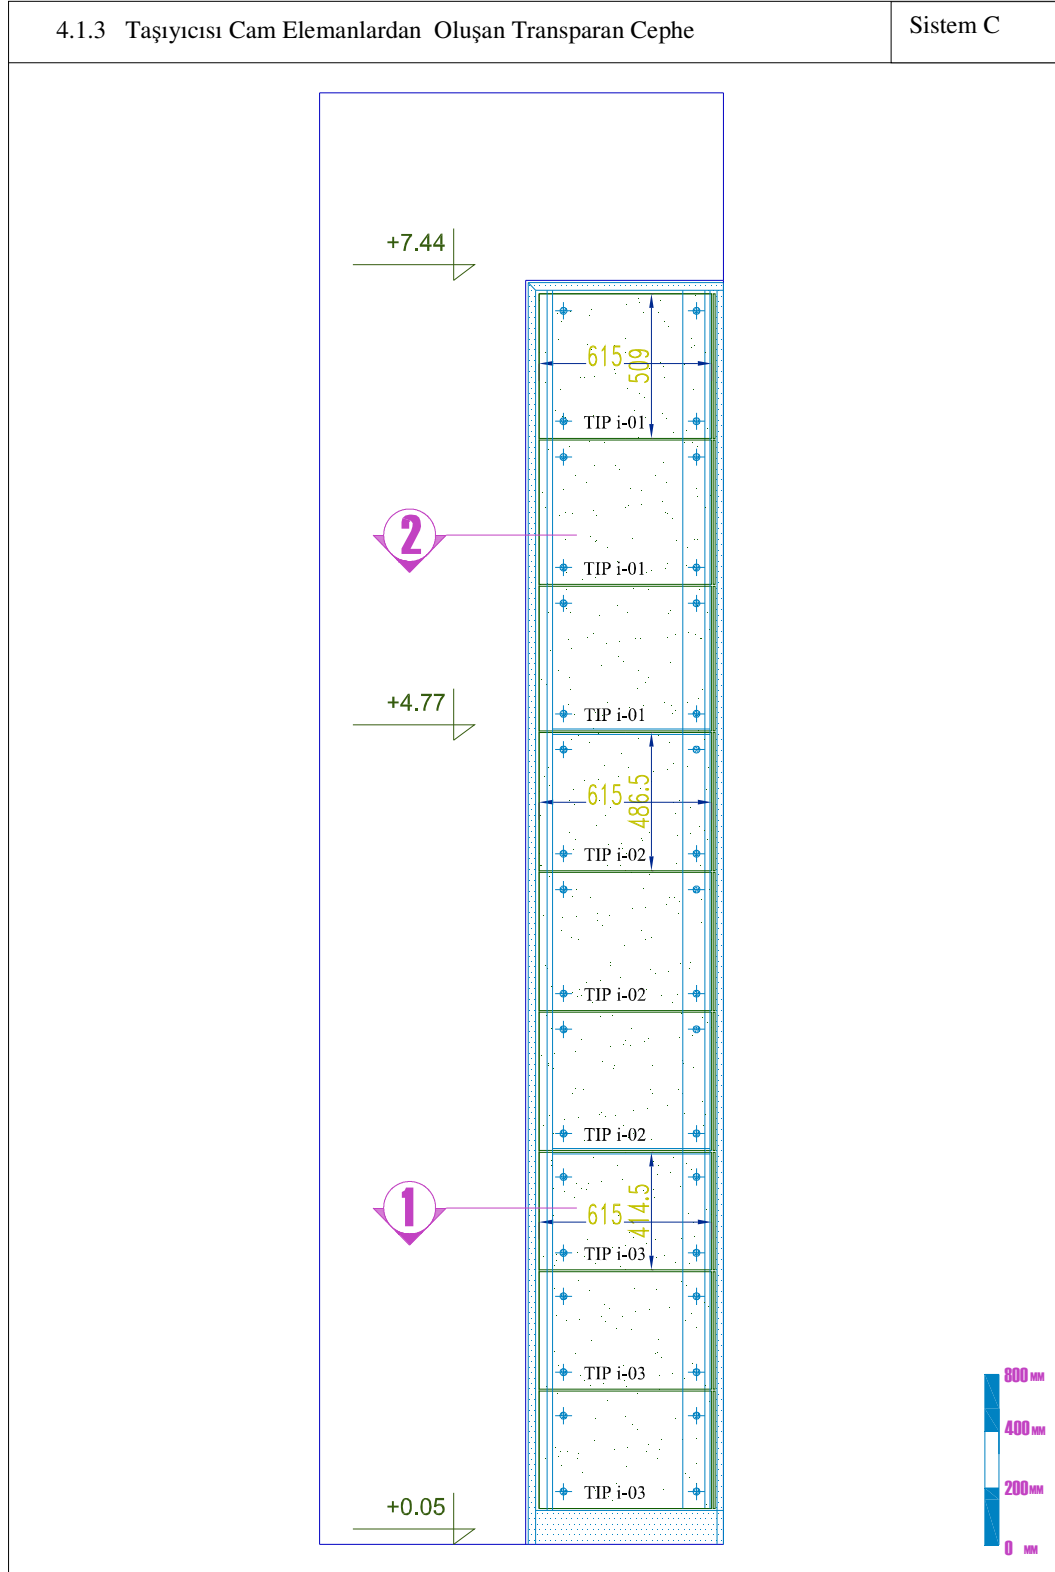 4.1.3 Taşıyıcısı Cam Elemanlardan Oluşan Transparan Cephe
Sistem C
+7.44
615
509
TIP i-01
2
TIP i-01
+4.77
TIP i-01
615
486.5
TIP i-02
TIP i-02
TIP i-02
1
615
414.5
TIP i-03
TIP i-03
TIP i-03
+0.05
800 MM
400 MM
200 MM
0 MM